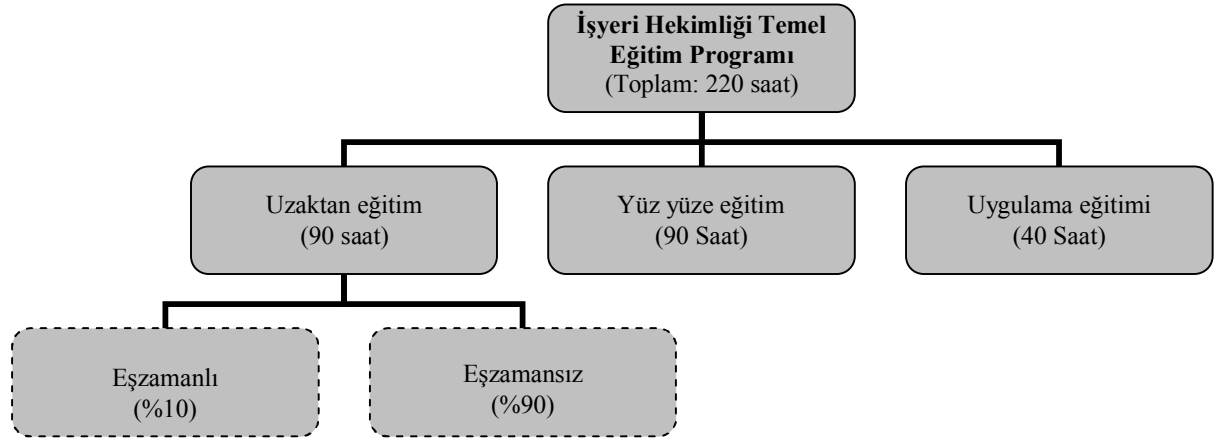 İşyeri Hekimliği Temel
Eğitim Programı
(Toplam: 220 saat)
Uzaktan eğitim
(90 saat)
Yüz yüze eğitim
(90 Saat)
Uygulama eğitimi
(40 Saat)
Eşzamanlı
(%10)
Eşzamansız
(%90)